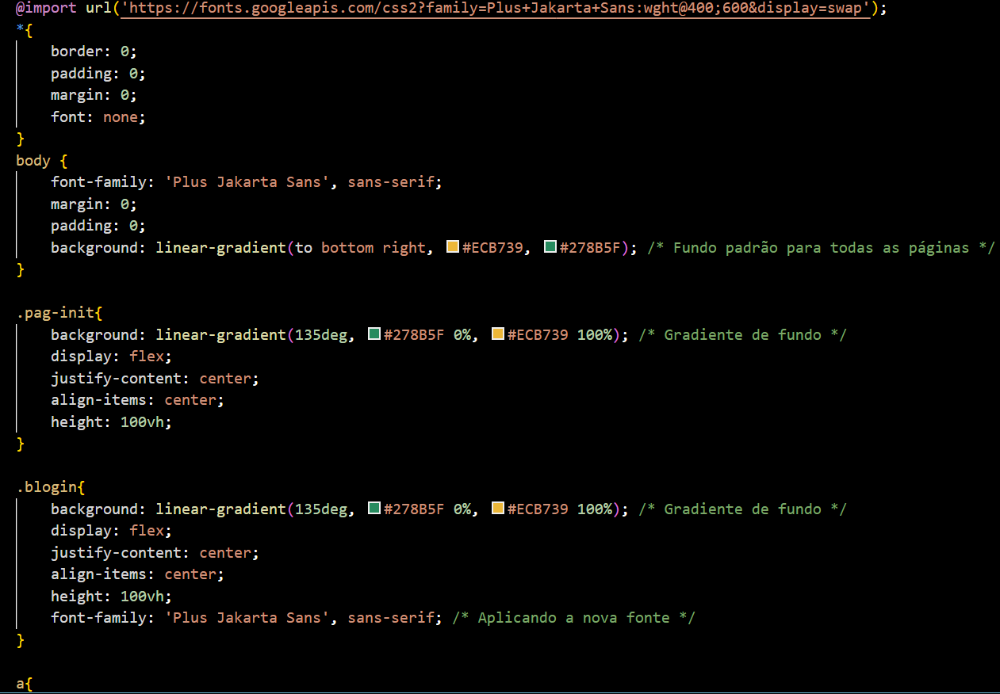 @import url('https://fonts.googleapis.com/css2?family=Plus+Jakarta+Sans:wght@400;600&display=swap');
*{
    border: 0;
    padding: 0;
    margin: 0;
    font: none;
}
body {
    font-family: 'Plus Jakarta Sans', sans-serif;
    margin: 0;
    padding: 0;
    background: linear-gradient(to bottom right, #ECB739, #278B5F); /* Fundo padrão para todas as páginas */
}

.pag-init{
    background: linear-gradient(135deg, #278B5F 0%, #ECB739 100%); /* Gradiente de fundo */
    display: flex;
    justify-content: center;
    align-items: center;
    height: 100vh;
}

.blogin{
    background: linear-gradient(135deg, #278B5F 0%, #ECB739 100%); /* Gradiente de fundo */
    display: flex;
    justify-content: center;
    align-items: center;
    height: 100vh;
    font-family: 'Plus Jakarta Sans', sans-serif; /* Aplicando a nova fonte */
}

a{